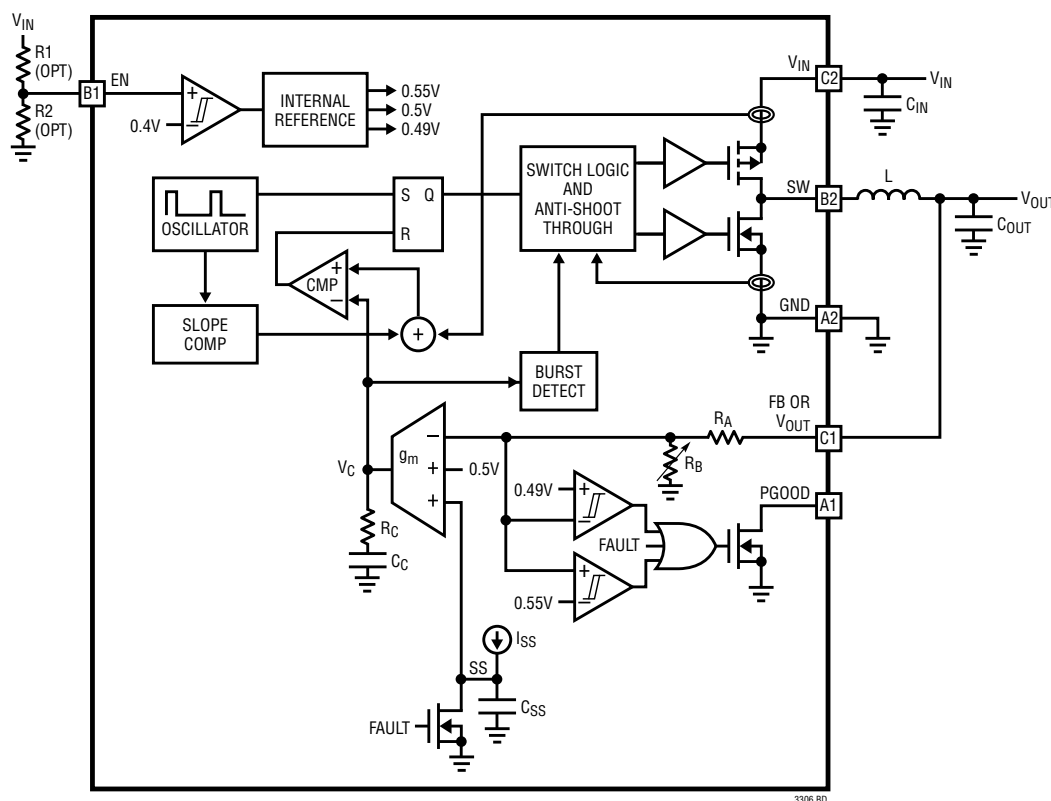 VIN
R1
(OPT)
R2
(OPT)
B1
EN
0.4V
+
–
INTERNAL
REFERENCE
0.55V
0.5V
0.49V
VIN
C2
VIN
CIN
OSCILLATOR
S Q
R
SWITCH LOGIC
AND
ANTI-SHOOT
THROUGH
SW
B2
L
VOUT
COUT
CMP
+
–
SLOPE
COMP
+
GND
A2
BURST
DETECT
FB OR
VOUT
C1
RA
RB
VC
gm
–
+
+
0.5V
RC
CC
0.49V
+
–
FAULT
+
–
0.55V
PGOOD
A1
ISS
SS
CSS
FAULT
3306 BD